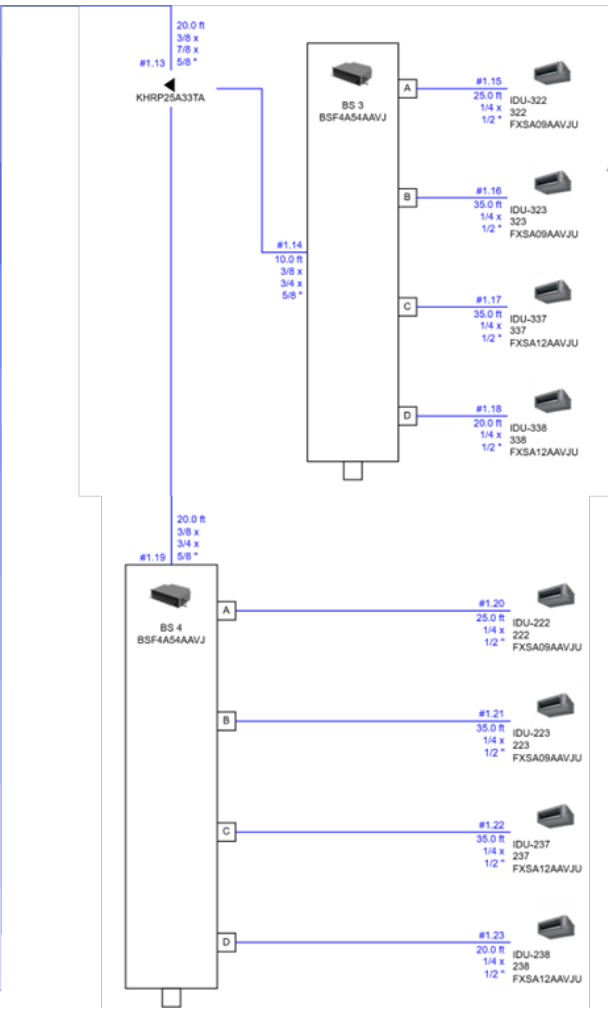 20.0 ft
3/8 x
7/8 x
#1.13 5/8 "
KHRP25A33TA
BS 3
BSF4A54AAVJ
#1.14
10.0 ft
3/8 x
3/4 x
5/8 "
A
#1.15
25.0 ft
1/4 x
1/2 "
IDU-322
322
FXSA09AAVJU
B
#1.16
35.0 ft
1/4 x
1/2 "
IDU-323
323
FXSA09AAVJU
C
#1.17
35.0 ft
1/4 x
1/2 "
IDU-337
337
FXSA12AAVJU
D
#1.18
20.0 ft
1/4 x
1/2 "
IDU-338
338
FXSA12AAVJU
20.0 ft
3/8 x
3/4 x
#1.19 5/8 "
BS 4
BSF4A54AAVJ
A
#1.20
25.0 ft
1/4 x
1/2 "
IDU-222
222
FXSA09AAVJU
B
#1.21
35.0 ft
1/4 x
1/2 "
IDU-223
223
FXSA09AAVJU
C
#1.22
35.0 ft
1/4 x
1/2 "
IDU-237
237
FXSA12AAVJU
D
#1.23
20.0 ft
1/4 x
1/2 "
IDU-238
238
FXSA12AAVJU